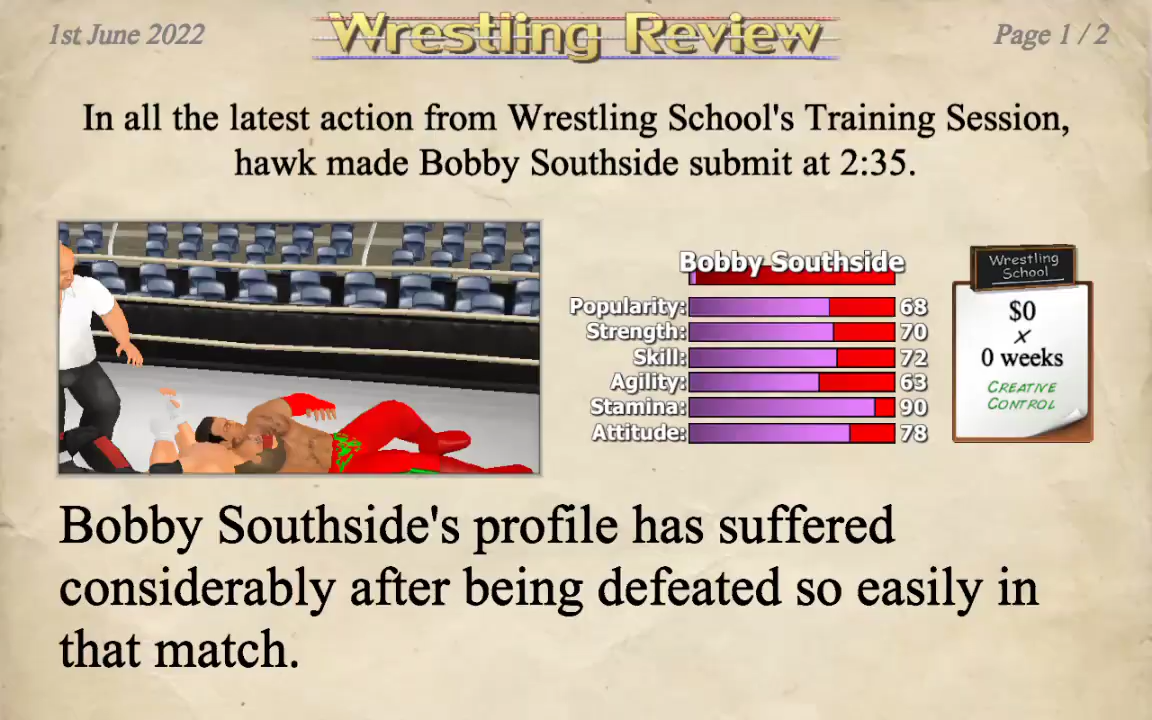 1st June 2022
Wrestling Review
Page 1 / 2
In all the latest action from Wrestling School's Training Session,
hawk made Bobby Southside submit at 2:35.
Bobby Southside
Popularity: 68
Strength: 70
Skill: 72
Agility: 63
Stamina: 90
Attitude: 78
Wrestling
School
$0
x
0 weeks
CREATIVE
CONTROL
Bobby Southside's profile has suffered
considerably after being defeated so easily in
that match.